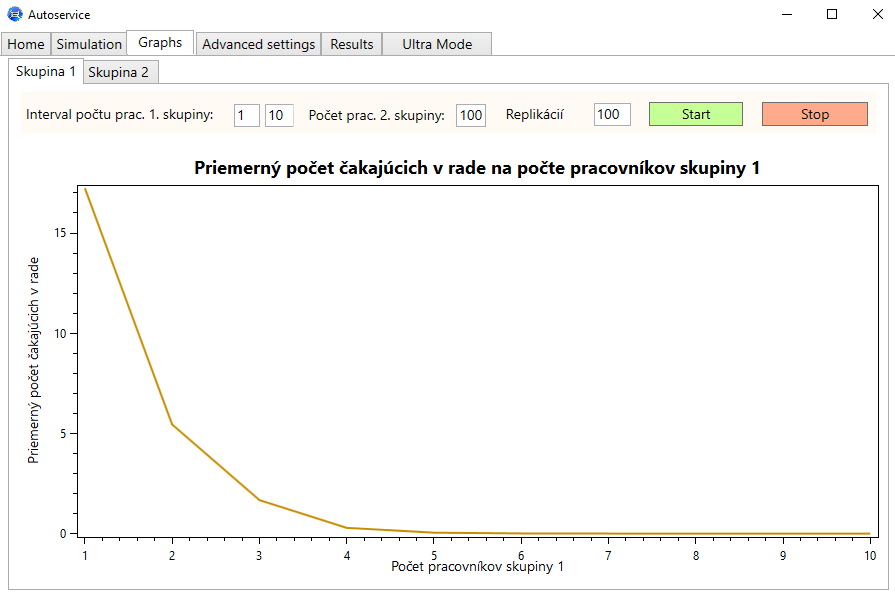 Autoservice
Home Simulation Graphs Advanced settings Results Ultra Mode
Skupina 1 Skupina 2
Interval počtu prac. 1. skupiny: 1 10 Počet prac. 2. skupiny: 100 Replikácií 100 Start Stop
Priemerný počet čakajúcich v rade na počte pracovníkov skupiny 1
Priemerný počet čakajúcich v rade
15
10
5
0
1 2 3 4 5 6 7 8 9 10
Počet pracovníkov skupiny 1